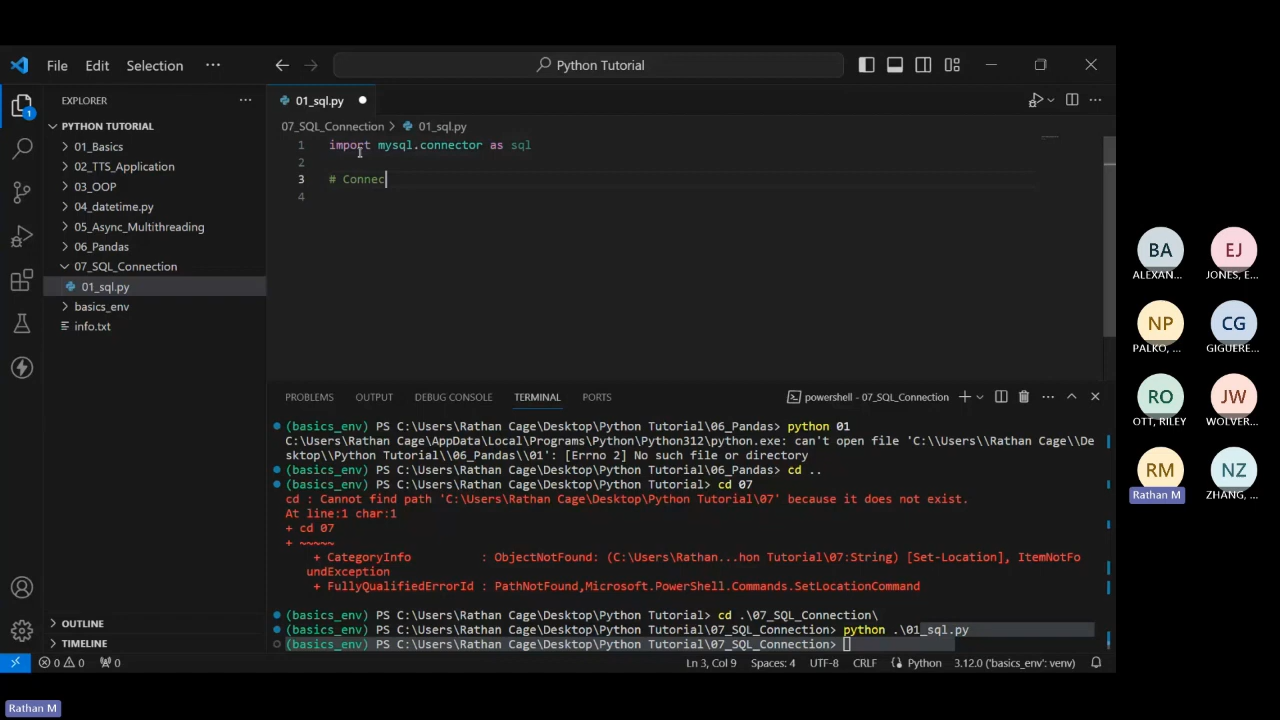 File Edit Selection ··· Python Tutorial
EXPLORER ···
PYTHON TUTORIAL
01_Basics
02_TTS_Application
03_OOP
04_datetime.py
05_Async_Multithreading
06_Pandas
07_SQL_Connection
01_sql.py
basics_env
info.txt
OUTLINE
TIMELINE
1
01_sql.py
07_SQL_Connection > 01_sql.py
1 import mysql.connector as sql
2
3 # Connec
4
PROBLEMS OUTPUT DEBUG CONSOLE TERMINAL PORTS powershell - 07_SQL_Connection
(basics_env) PS C:\Users\Rathan Cage\Desktop\Python Tutorial\06_Pandas> python 01
C:\Users\Rathan Cage\AppData\Local\Programs\Python\Python312\python.exe: can't open file 'C:\\Users\\Rathan Cage\\De
sktop\\Python Tutorial\\06_Pandas\\01': [Errno 2] No such file or directory
(basics_env) PS C:\Users\Rathan Cage\Desktop\Python Tutorial\06_Pandas> cd ..
(basics_env) PS C:\Users\Rathan Cage\Desktop\Python Tutorial> cd 07
cd : Cannot find path 'C:\Users\Rathan Cage\Desktop\Python Tutorial\07' because it does not exist.
At line:1 char:1
+ cd 07
+ ~~~~~
+ CategoryInfo : ObjectNotFound: (C:\Users\Rathan...hon Tutorial\07:String) [Set-Location], ItemNotFo
undException
+ FullyQualifiedErrorId : PathNotFound,Microsoft.PowerShell.Commands.SetLocationCommand
(basics_env) PS C:\Users\Rathan Cage\Desktop\Python Tutorial> cd .\07_SQL_Connection\
(basics_env) PS C:\Users\Rathan Cage\Desktop\Python Tutorial\07_SQL_Connection> python .\01_sql.py
(basics_env) PS C:\Users\Rathan Cage\Desktop\Python Tutorial\07_SQL_Connection>
0 0 0 Ln 3, Col 9 Spaces: 4 UTF-8 CRLF Python 3.12.0 ('basics_env': venv)
BA EJ
ALEXAN... JONES, E...
NP CG
PALKO, ... GIGUERE...
RO JW
OTT, RILEY WOLVER...
RM NZ
Rathan M ZHANG, ...
Rathan M